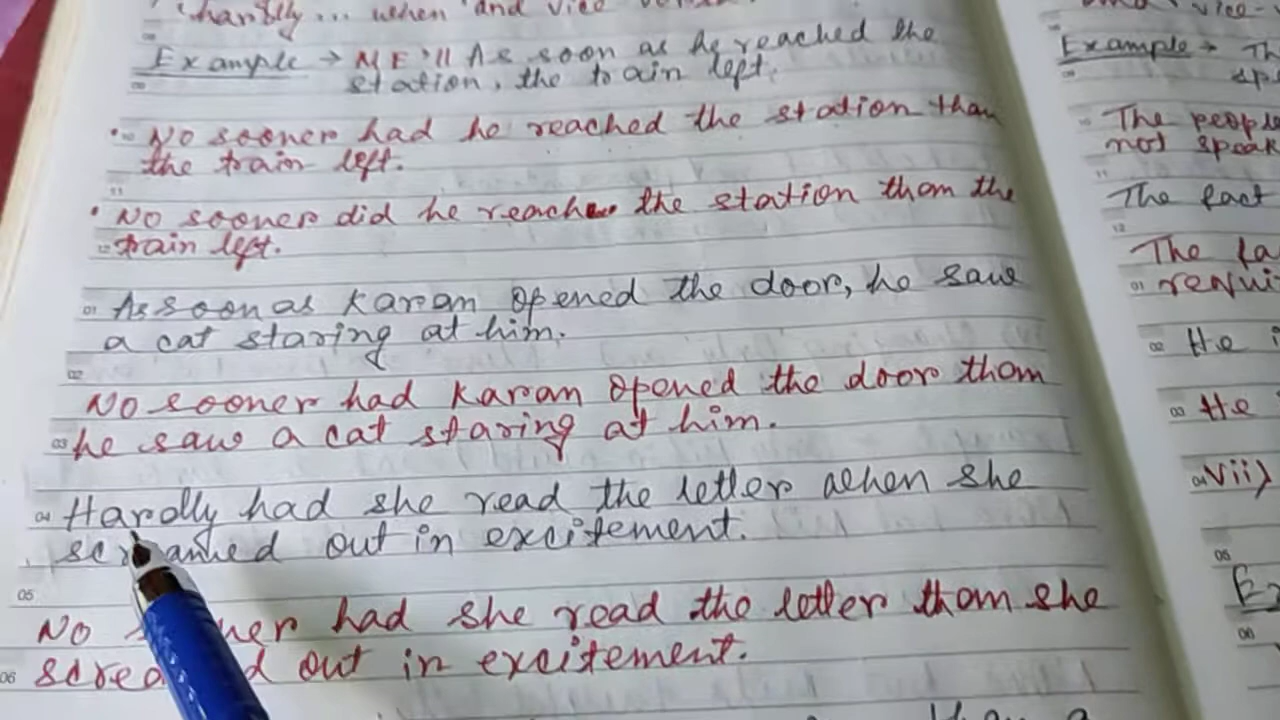 Example → ME'll As soon as he reached the
station, the train left.
• No sooner had he reached the station than
the train left.
• No sooner did he reach the station than the
train left.
As soon as Karan opened the door, he saw
a cat staring at him.
No sooner had Karan opened the door than
he saw a cat staring at him.
Hardly had she read the letter when she
out in excitement.
No had she read the letter than she
out in excitement.
than a
vice-
Example → Th
The people
not speak
The fact
The fa
requi
He i
He
vii)